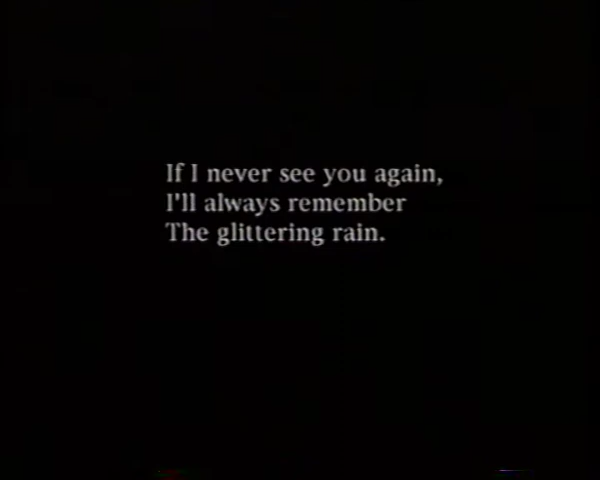 If I never see you again,
I'll always remember
The glittering rain.